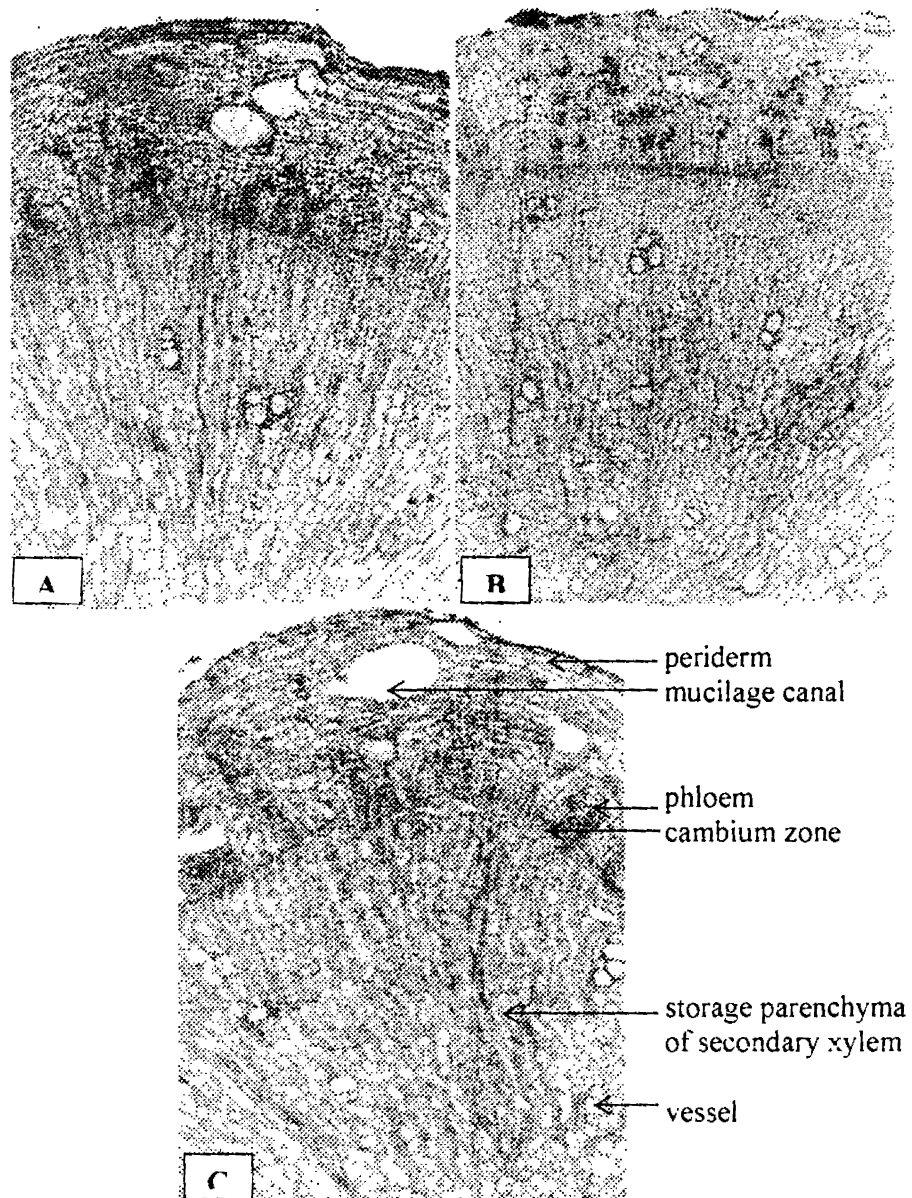 A
B
periderm
mucilage canal
phloem
cambium zone
storage parenchyma
of secondary xylem
vessel
C